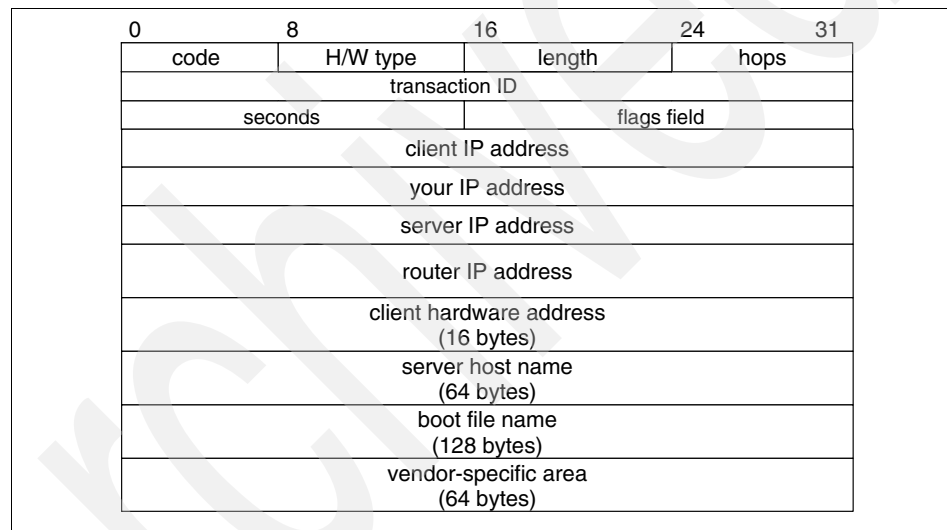 0 8 16 24 31
code H/W type length hops
transaction ID
seconds flags field
client IP address
your IP address
server IP address
router IP address
client hardware address
(16 bytes)
server host name
(64 bytes)
boot file name
(128 bytes)
vendor-specific area
(64 bytes)